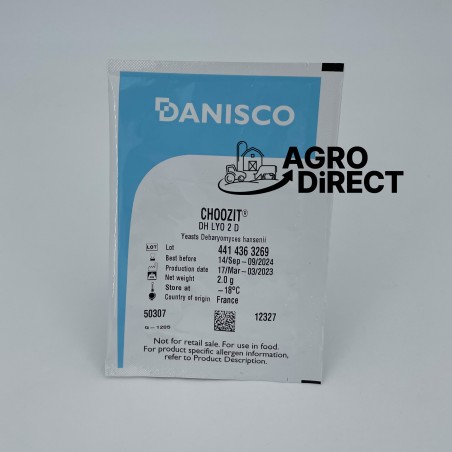 DANISCO
AGRO
DiRECT
CHOOZIT®
DH LYO 2 D
Yeasts Debaryomyces hansenii
LOT Lot 441 436 3269
Best before 14/Sep-09/2024
Production date 17/Mar-03/2023
Net weight 2.0 g
Store at -18°C
Country of origin France
50307 12327
G-1205
Not for retail sale. For use in food.
For product specific allergen information,
refer to Product Description.